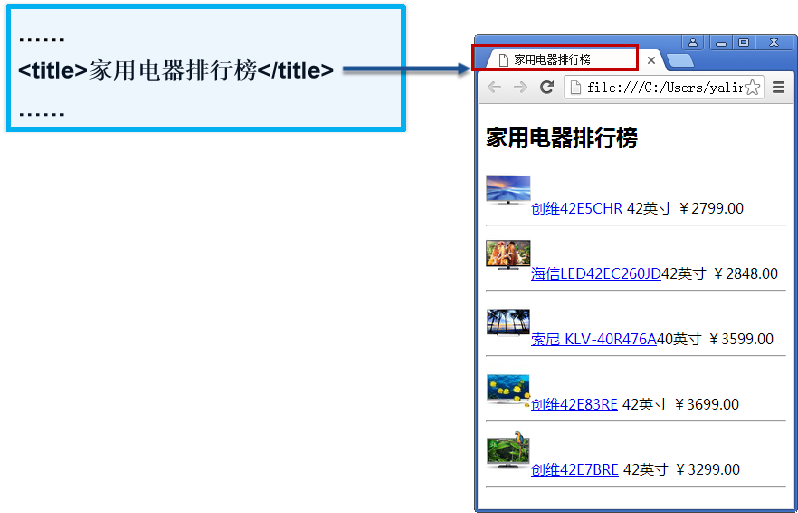 ……
<title>家用电器排行榜</title>
……
家用电器排行榜
file:///C:/Users/yalir
家用电器排行榜
创维42E5CHR 42英寸 ￥2799.00
海信LED42EC260JD42英寸 ￥2848.00
索尼 KLV-40R476A40英寸 ￥3599.00
创维42E83RE 42英寸 ￥3699.00
创维42E7BRE 42英寸 ￥3299.00